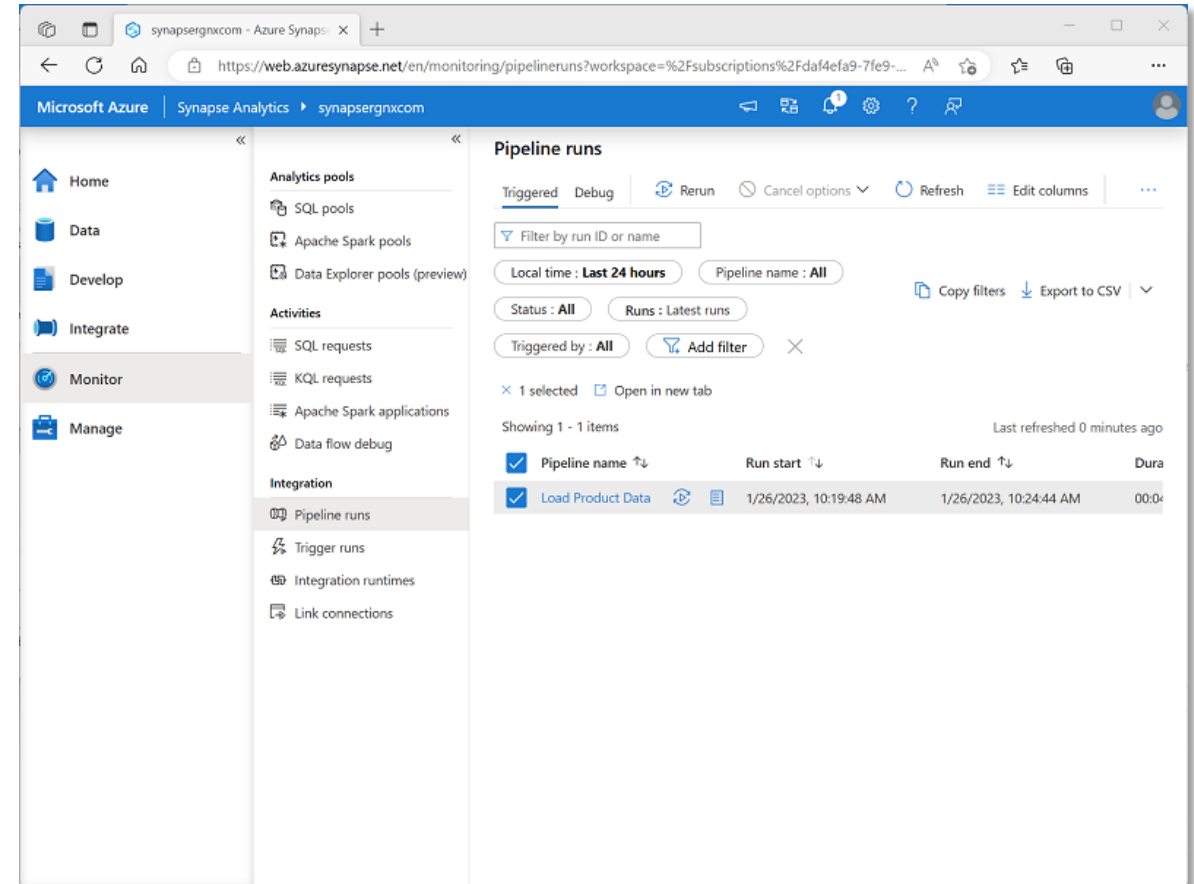 synapsergnxcom - Azure Synaps
https://web.azuresynapse.net/en/monitoring/pipelineruns?workspace=%2Fsubscriptions%2Fdaf4efa9-7fe9-...
Microsoft Azure Synapse Analytics synapsergnxcom 1 ?
Home
Data
Develop
Integrate
Monitor
Manage
Analytics pools
SQL pools
Apache Spark pools
Data Explorer pools (preview)
Activities
SQL requests
KQL requests
Apache Spark applications
Data flow debug
Integration
Pipeline runs
Trigger runs
Integration runtimes
Link connections
Pipeline runs
Triggered Debug Rerun Cancel options Refresh Edit columns ...
Filter by run ID or name
Local time : Last 24 hours Pipeline name : All
Status : All Runs : Latest runs
Triggered by : All Add filter
Copy filters Export to CSV
1 selected Open in new tab
Showing 1 - 1 items Last refreshed 0 minutes ago
Pipeline name Run start Run end Dura
Load Product Data 1/26/2023, 10:19:48 AM 1/26/2023, 10:24:44 AM 00:04